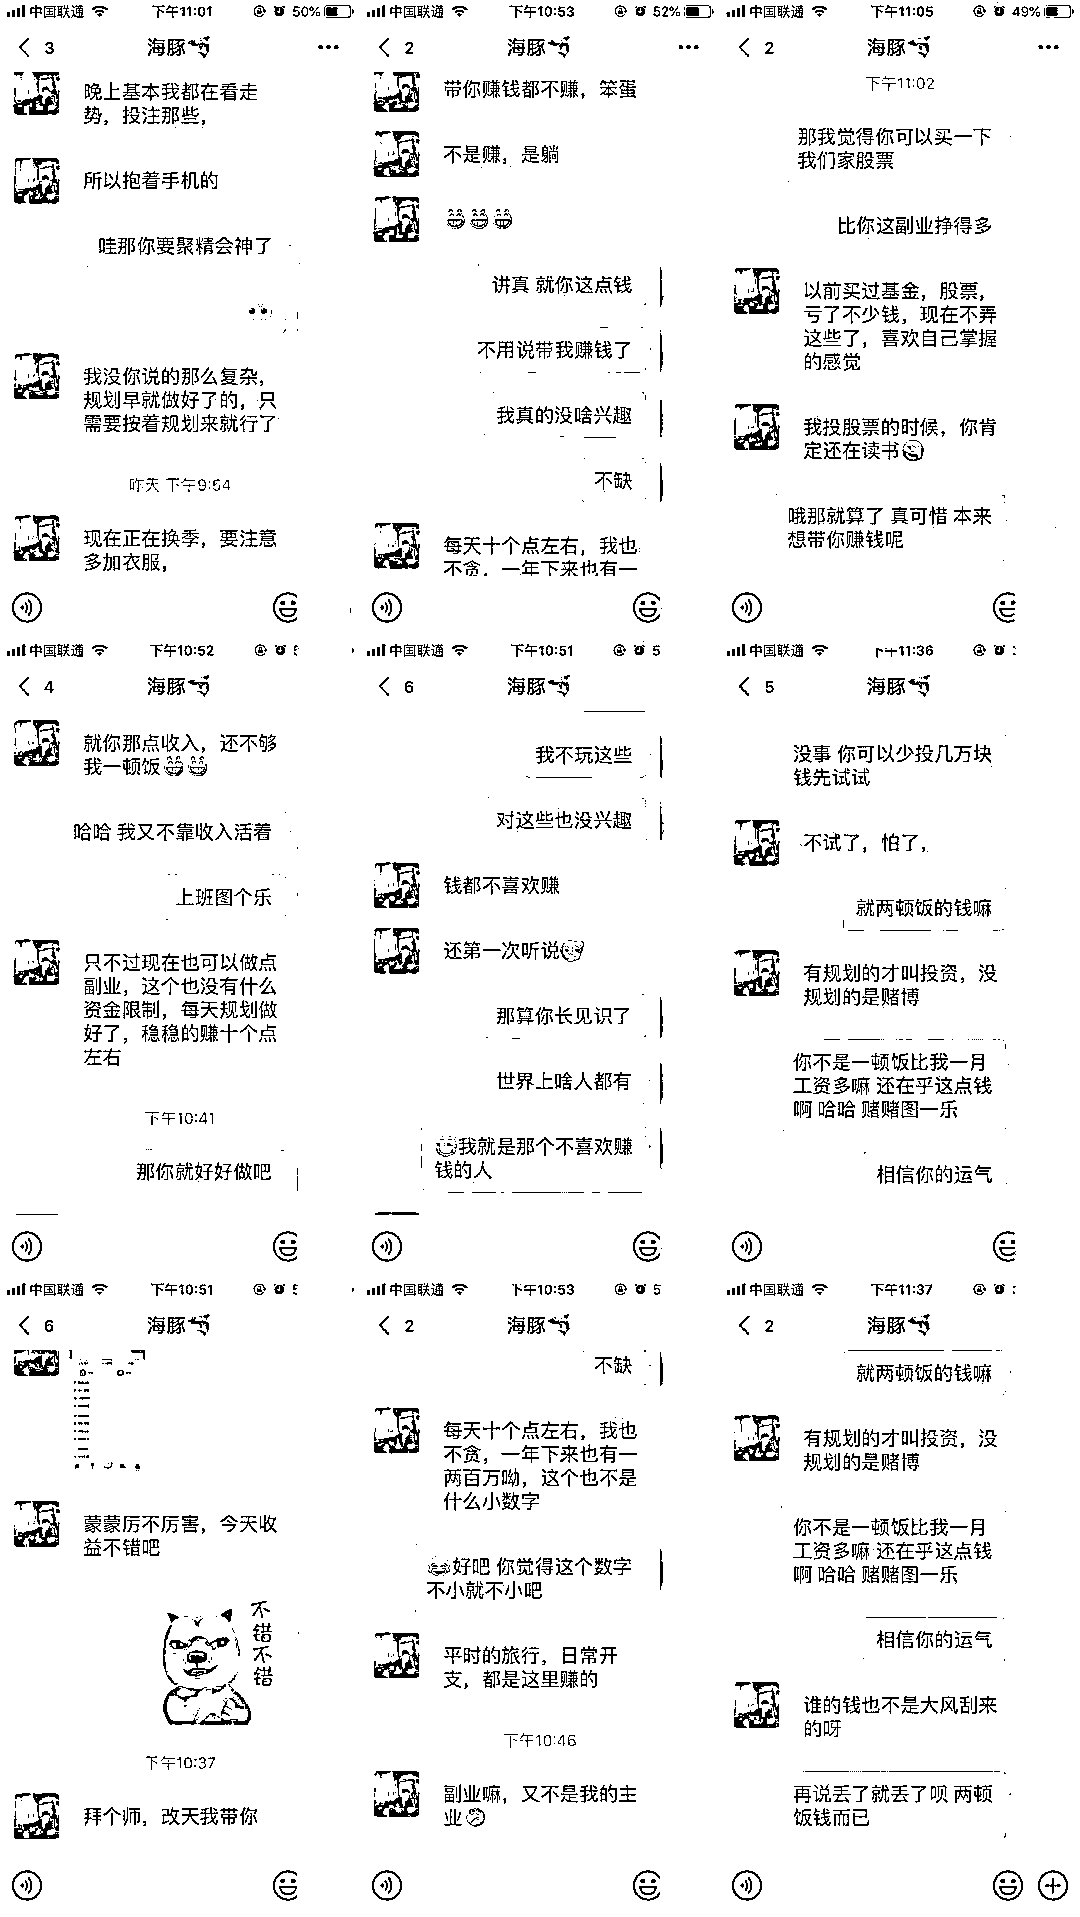 中国联通 下午11:01 50%
3 海豚
晚上基本我都在看走
势，投注那些，
所以抱着手机的
哇那你要聚精会神了
我没你说的那么复杂，
规划早就做好了的，只
需要按着规划来就行了
昨天 下午9:54
现在正在换季，要注意
多加衣服，
中国联通 下午10:53 52%
2 海豚
带你赚钱都不赚，笨蛋
不是赚，是躺
讲真 就你这点钱
不用说带我赚钱了
我真的没啥兴趣
不缺
每天十个点左右，我也
不贪，一年下来也有一
中国联通 下午11:05 49%
2 海豚
下午11:02
那我觉得你可以买一下
我们家股票
比你这副业挣得多
以前买过基金，股票，
亏了不少钱，现在不弄
这些了，喜欢自己掌握
的感觉
我投股票的时候，你肯
定还在读书
哦那就算了 真可惜 本来
想带你赚钱呢
中国联通 下午10:52 5
4 海豚
就你那点收入，还不够
我一顿饭
哈哈 我又不靠收入活着
上班图个乐
只不过现在也可以做点
副业，这个也没有什么
资金限制，每天规划做
好了，稳稳的赚十个点
左右
下午10:41
那你就好好做吧
中国联通 下午10:51 5
6 海豚
我不玩这些
对这些也没兴趣
钱都不喜欢赚
还第一次听说
那算你长见识了
世界上啥人都有
我就是那个不喜欢赚
钱的人
中国联通 下午11:36
5 海豚
没事 你可以少投几万块
钱先试试
不试了，怕了，
就两顿饭的钱嘛
有规划的才叫投资，没
规划的是赌博
你不是一顿饭比我一月
工资多嘛 还在乎这点钱
啊 哈哈 赌赌图一乐
相信你的运气
中国联通 下午10:51 5
6 海豚
蒙蒙厉不厉害，今天收
益不错吧
不错不错
下午10:37
拜个师，改天我带你
中国联通 下午10:53 5
2 海豚
不缺
每天十个点左右，我也
不贪，一年下来也有一
两百万呦，这个也不是
什么小数字
好吧 你觉得这个数字
不小就不小吧
平时的旅行，日常开
支，都是这里赚的
下午10:46
副业嘛，又不是我的主
业
中国联通 下午11:37
2 海豚
就两顿饭的钱嘛
有规划的才叫投资，没
规划的是赌博
你不是一顿饭比我一月
工资多嘛 还在乎这点钱
啊 哈哈 赌赌图一乐
相信你的运气
谁的钱也不是大风刮来
的呀
再说丢了就丢了呗 两顿
饭钱而已